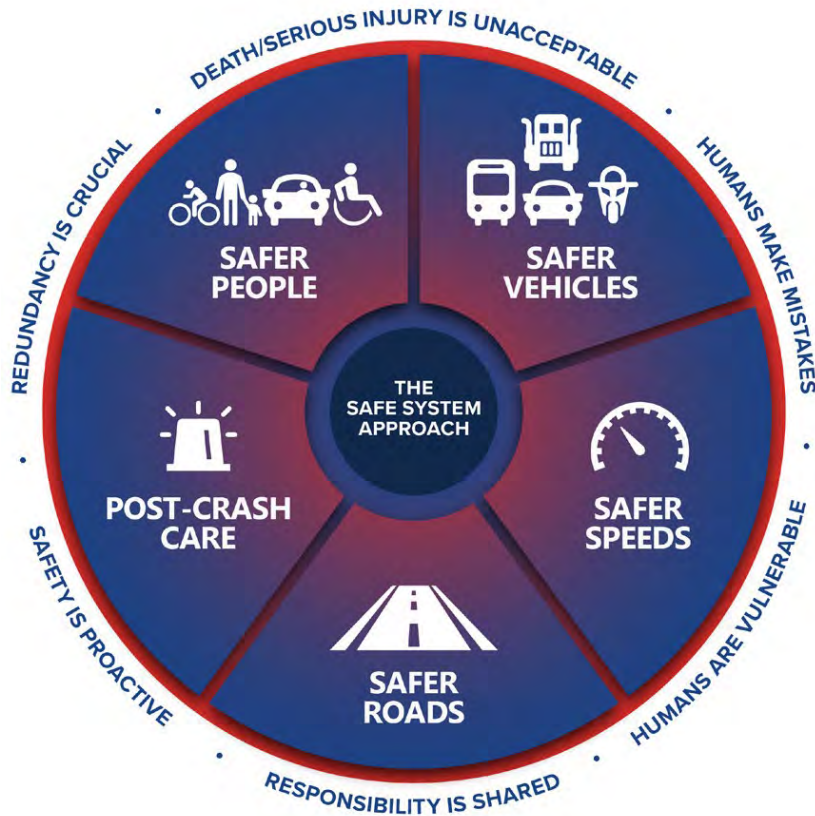 DEATH/SERIOUS INJURY IS UNACCEPTABLE
HUMANS MAKE MISTAKES
HUMANS ARE VULNERABLE
RESPONSIBILITY IS SHARED
SAFETY IS PROACTIVE
REDUNDANCY IS CRUCIAL
SAFER
PEOPLE
SAFER
VEHICLES
THE
SAFE SYSTEM
APPROACH
POST-CRASH
CARE
SAFER
SPEEDS
SAFER
ROADS